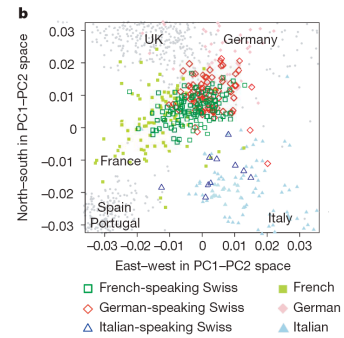 b
0.03
0.02
0.01
0
–0.01
–0.02
–0.03
North–south in PC1–PC2 space
UK
Germany
France
Spain
Portugal
Italy
–0.03 –0.02 –0.01 0 0.01 0.02 0.03
East–west in PC1–PC2 space
French-speaking Swiss
German-speaking Swiss
Italian-speaking Swiss
French
German
Italian